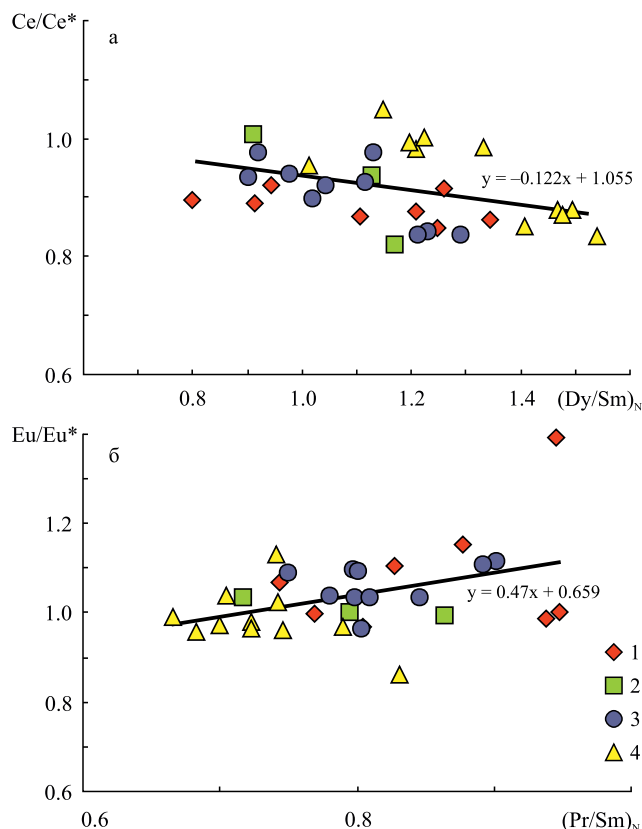 Ce/Ce*
а
1.0
y = –0.122x + 1.055
0.8
0.6
0.8 1.0 1.2 1.4 (Dy/Sm)N
Eu/Eu*
б
1.2
y = 0.47x + 0.659
1.0
1
2
0.8
3
4
0.6
0.6 0.8 (Pr/Sm)N